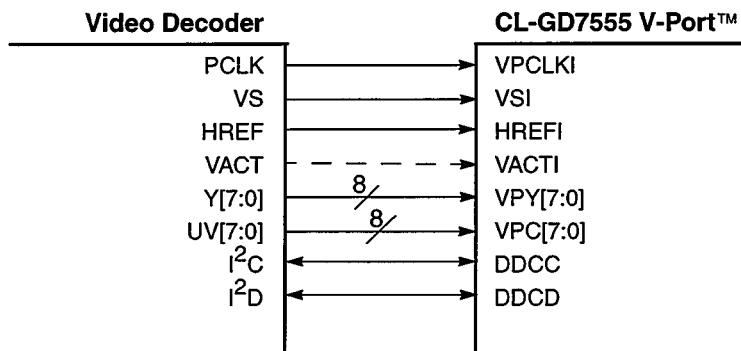 Video Decoder CL-GD7555 V-Port™
PCLK VPCLKI
VS VSI
HREF HREFI
VACT VACTI
Y[7:0] 8 VPY[7:0]
UV[7:0] 8 VPC[7:0]
I²C DDCC
I²D DDCD